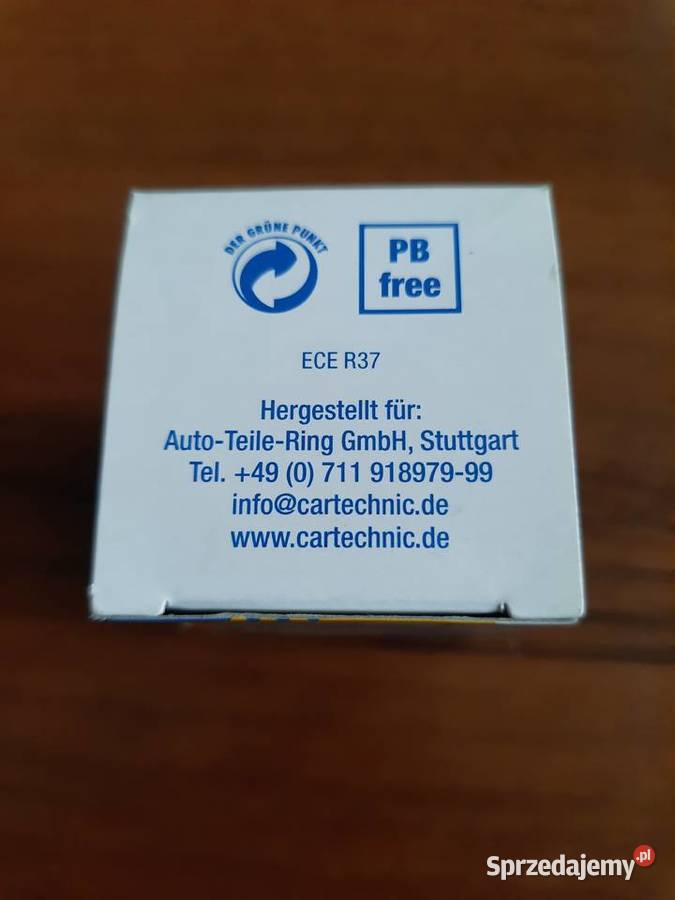 DER GRÜNE PUNKT
PB
free
ECE R37
Hergestellt für:
Auto-Teile-Ring GmbH, Stuttgart
Tel. +49 (0) 711 918979-99
info@cartechnic.de
www.cartechnic.de
Sprzedajemy.pl